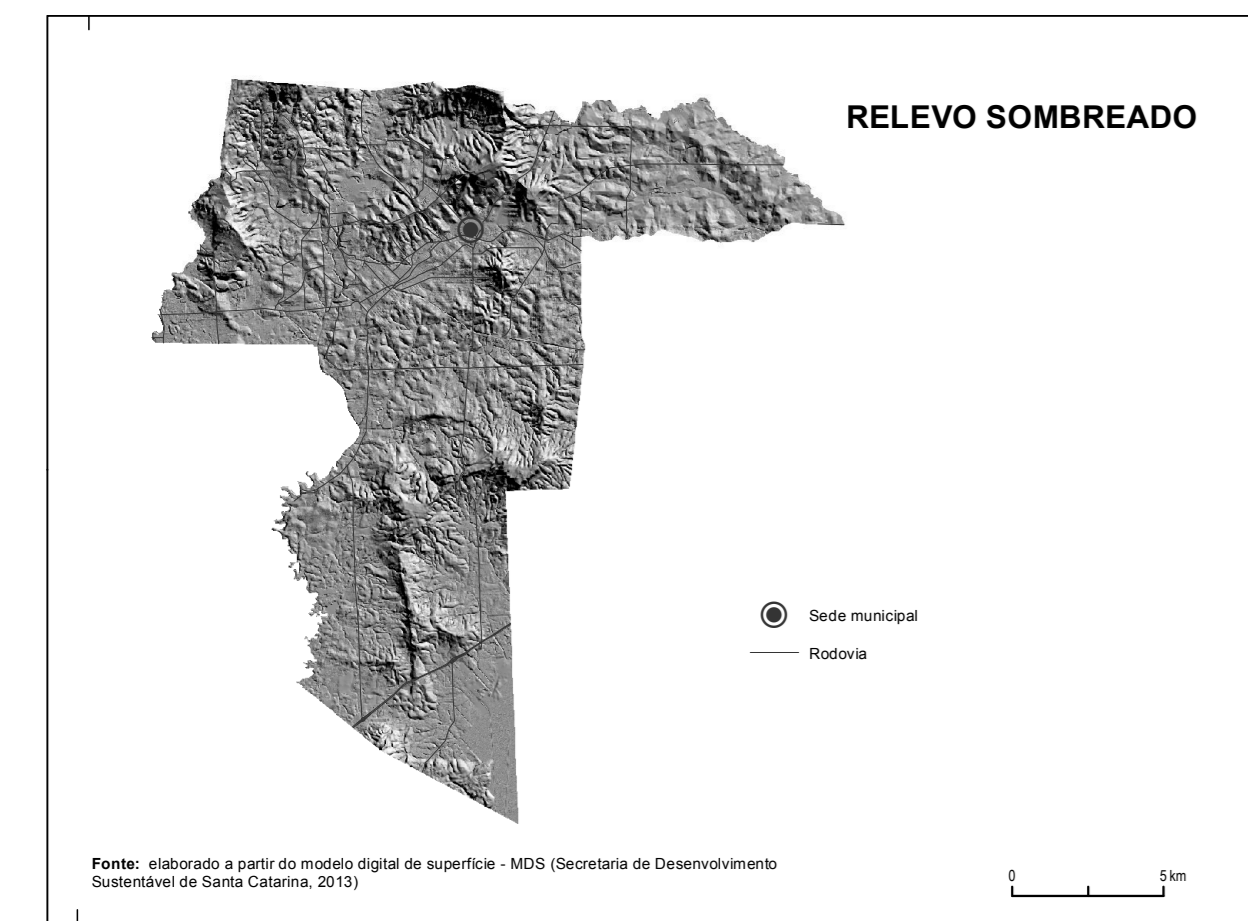 RELEVO SOMBREADO
Sede municipal
Rodovia
Fonte: elaborado a partir do modelo digital de superfície - MDS (Secretaria de Desenvolvimento
Sustentável de Santa Catarina, 2013)
0 5 km